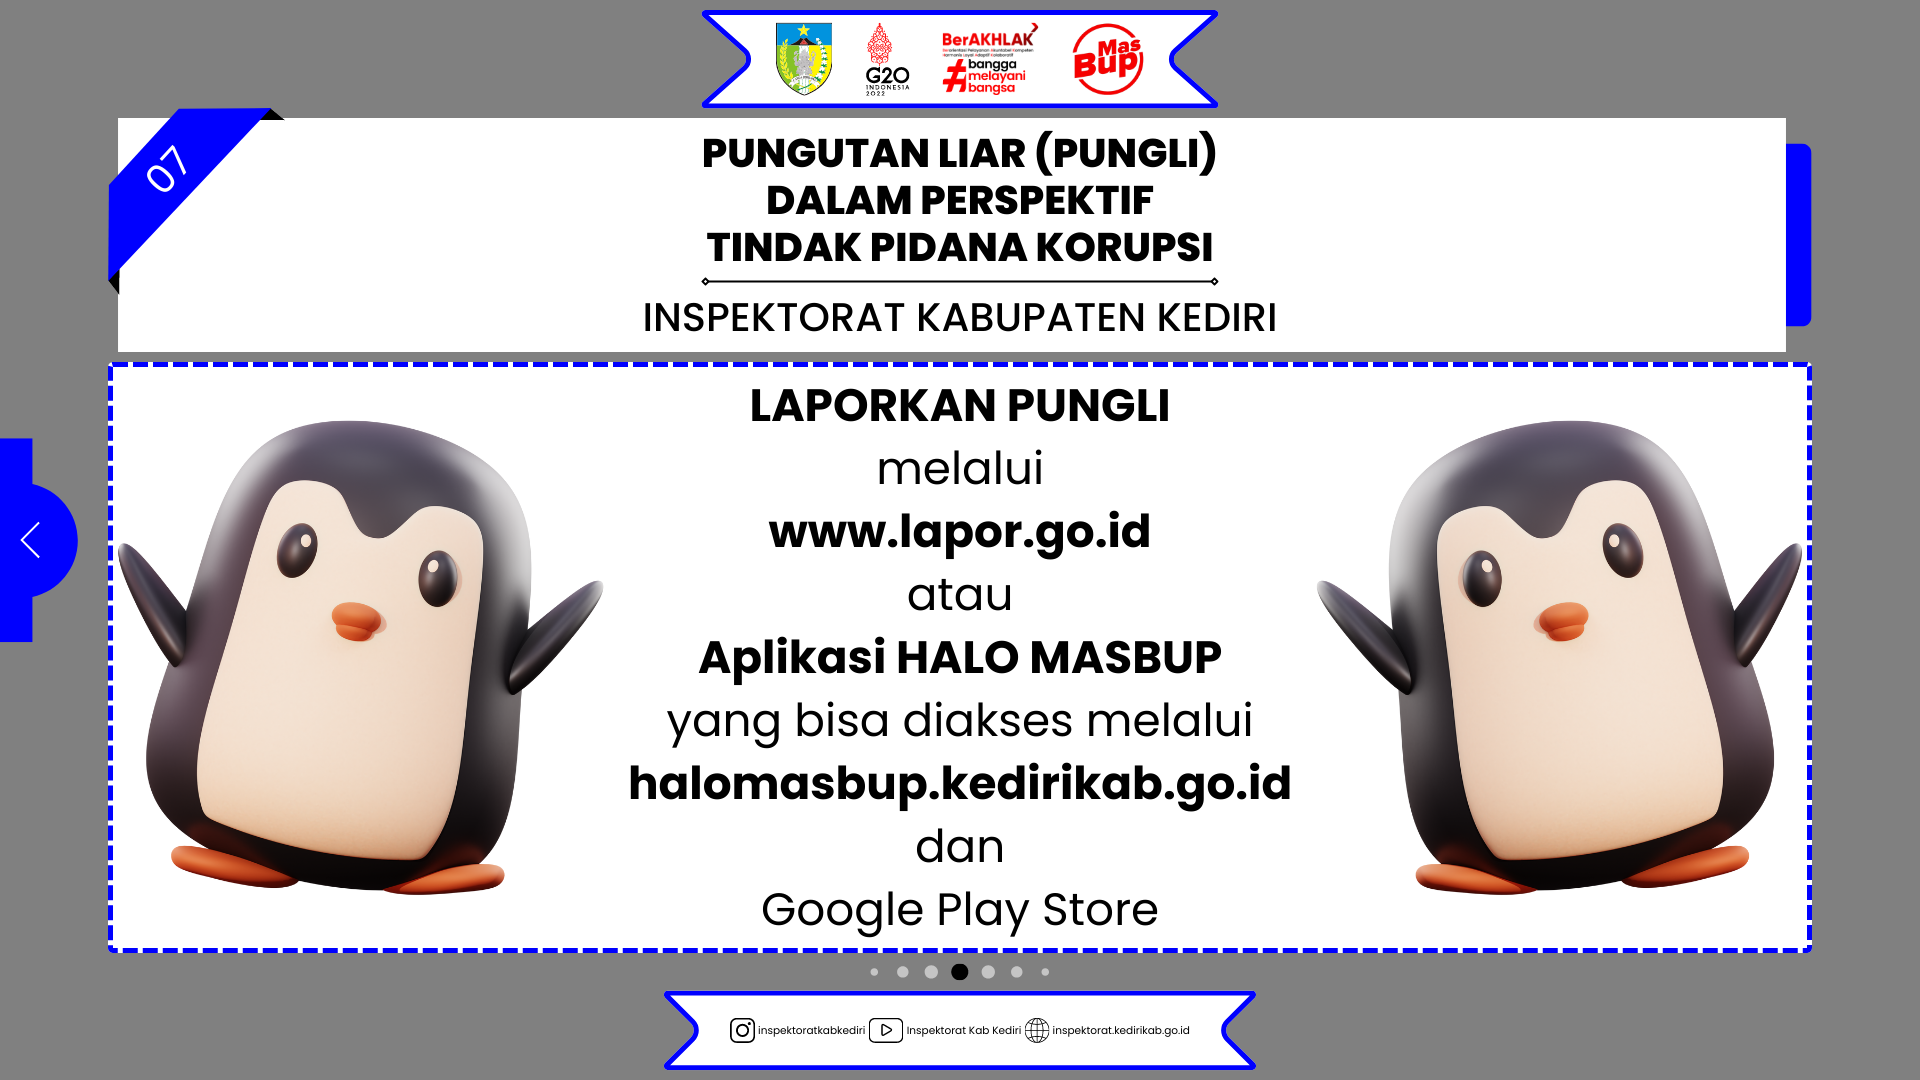 G20
INDONESIA
2022
BerAKHLAK
#bangga
melayani
bangsa
Mas
Bup
07
PUNGUTAN LIAR (PUNGLI)
DALAM PERSPEKTIF
TINDAK PIDANA KORUPSI
INSPEKTORAT KABUPATEN KEDIRI
LAPORKAN PUNGLI
melalui
www.lapor.go.id
atau
Aplikasi HALO MASBUP
yang bisa diakses melalui
halomasbup.kedirikab.go.id
dan
Google Play Store
inspektoratkabkediri Inspektorat Kab Kediri inspektorat.kedirikab.go.id